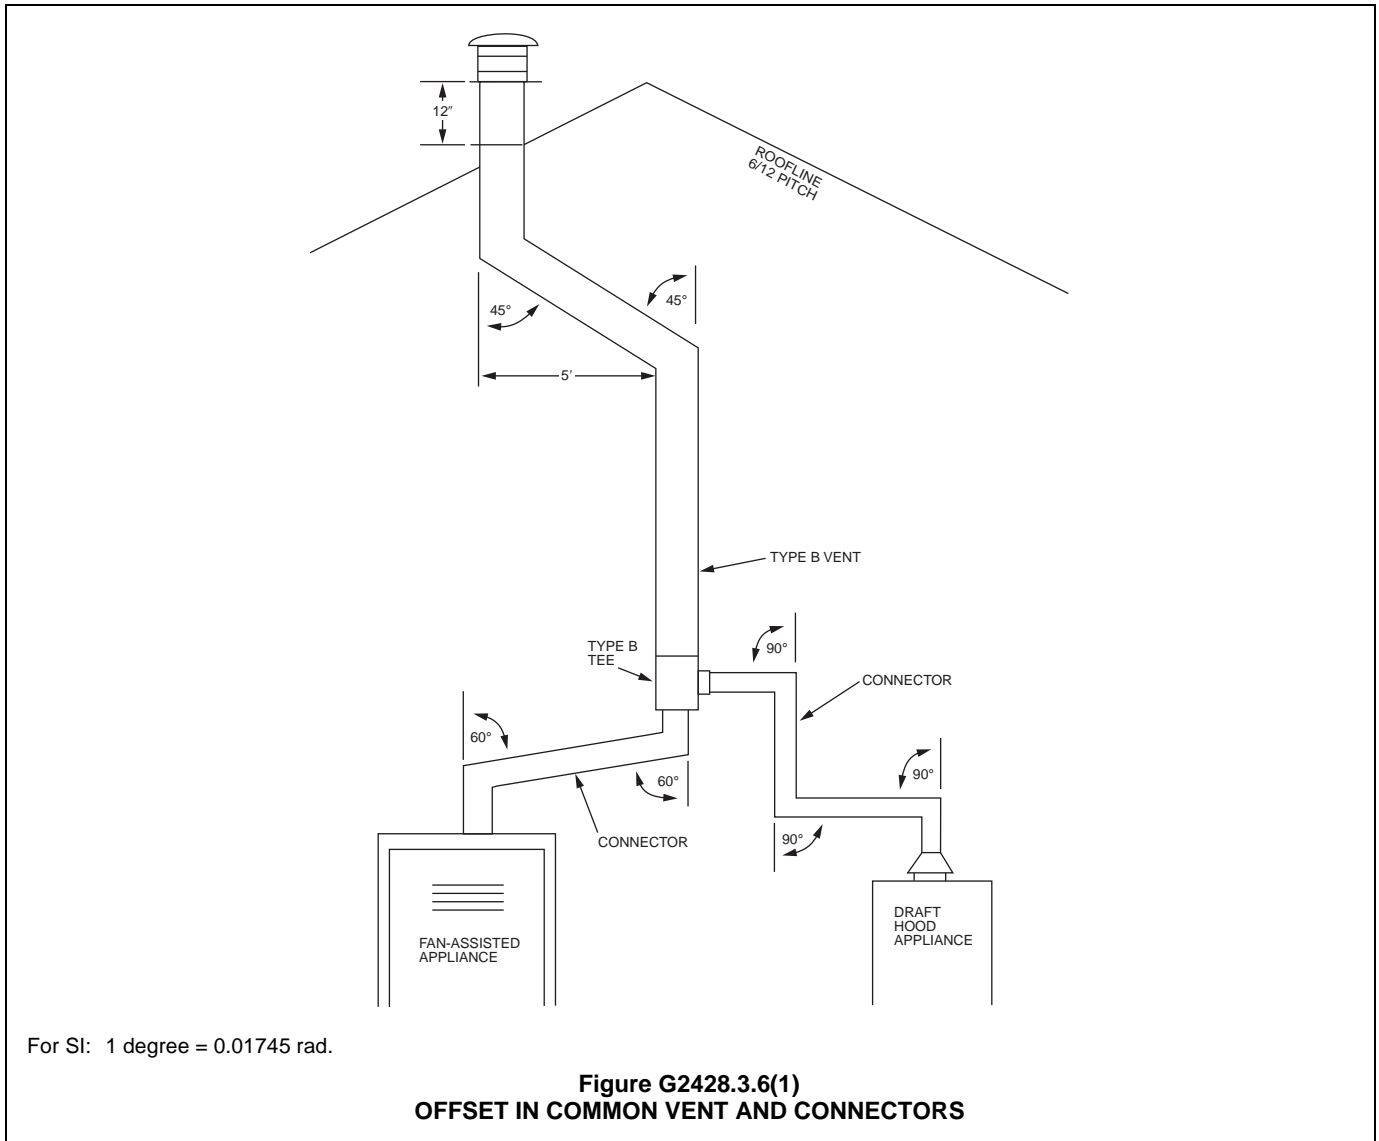 12″
ROOFLINE
6/12 PITCH
45°
45°
5′
TYPE B VENT
TYPE B
TEE
90°
CONNECTOR
60°
60°
90°
90°
CONNECTOR
DRAFT
HOOD
APPLIANCE
FAN-ASSISTED
APPLIANCE
For SI: 1 degree = 0.01745 rad.
Figure G2428.3.6(1)
OFFSET IN COMMON VENT AND CONNECTORS